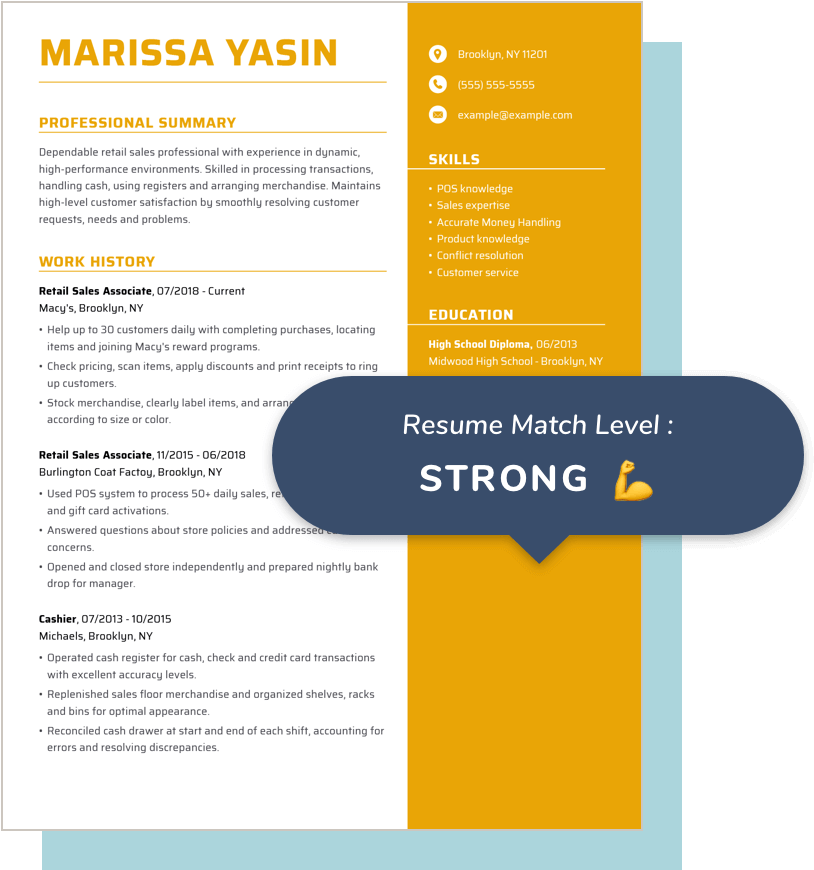 MARISSA YASIN
PROFESSIONAL SUMMARY
Dependable retail sales professional with experience in dynamic,
high-performance environments. Skilled in processing transactions,
handling cash, using registers and arranging merchandise. Maintains
high-level customer satisfaction by smoothly resolving customer
requests, needs and problems.
WORK HISTORY
Retail Sales Associate, 07/2018 - Current
Macy's, Brooklyn, NY
• Help up to 30 customers daily with completing purchases, locating
items and joining Macy's reward programs.
• Check pricing, scan items, apply discounts and print receipts to ring
up customers.
• Stock merchandise, clearly label items, and
according to size or color.
Retail Sales Associate, 11/2015 - 06/2018
Burlington Coat Factoy, Brooklyn, NY
• Used POS system to process 50+ daily sales,
and gift card activations.
• Answered questions about store policies and addressed
concerns.
• Opened and closed store independently and prepared nightly bank
drop for manager.
Cashier, 07/2013 - 10/2015
Michaels, Brooklyn, NY
• Operated cash register for cash, check and credit card transactions
with excellent accuracy levels.
• Replenished sales floor merchandise and organized shelves, racks
and bins for optimal appearance.
• Reconciled cash drawer at start and end of each shift, accounting for
errors and resolving discrepancies.
Brooklyn, NY 11201
(555) 555-5555
example@example.com
SKILLS
• POS knowledge
• Sales expertise
• Accurate Money Handling
• Product knowledge
• Conflict resolution
• Customer service
EDUCATION
High School Diploma, 06/2013
Midwood High School - Brooklyn, NY
Resume Match Level :
STRONG 💪